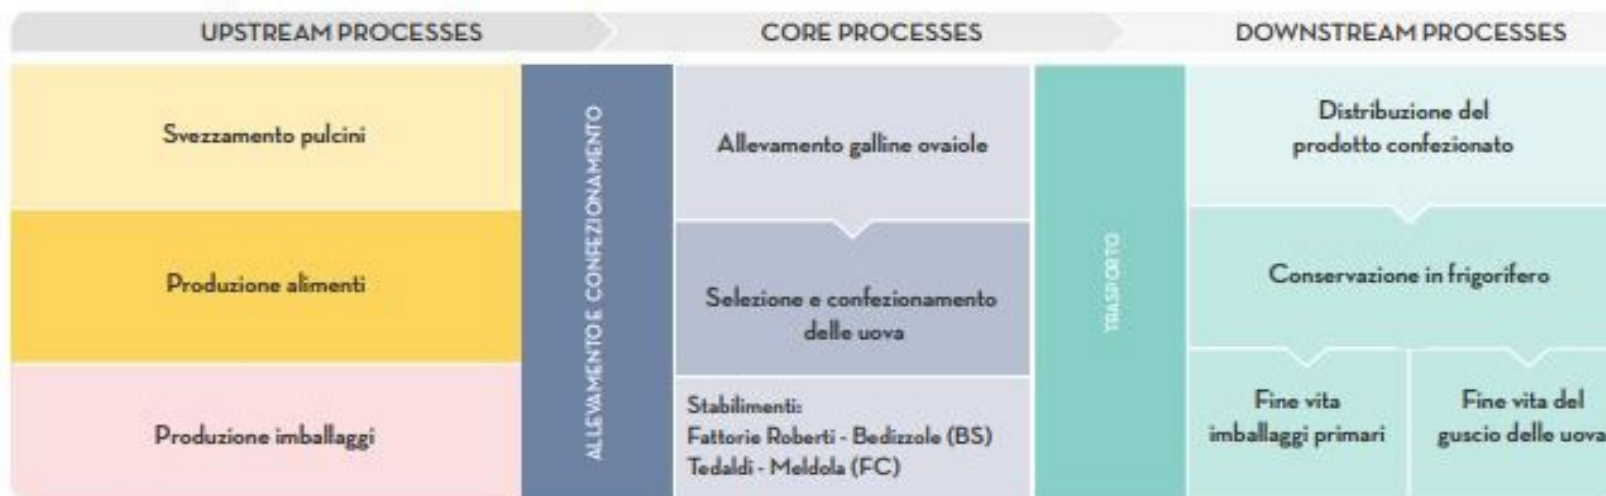 UPSTREAM PROCESSES
CORE PROCESSES
DOWNSTREAM PROCESSES
Svezzamento pulcini
Produzione alimenti
Produzione imballaggi
ALLEVAMENTO E CONFEZIONAMENTO
Allevamento galline ovaiole
Selezione e confezionamento
delle uova
Stabilimenti:
Fattorie Roberti - Bedizzole (BS)
Tedaldi - Meldola (FC)
TRASPORTO
Distribuzione del
prodotto confezionato
Conservazione in frigorifero
Fine vita
imballaggi primari
Fine vita del
guscio delle uova